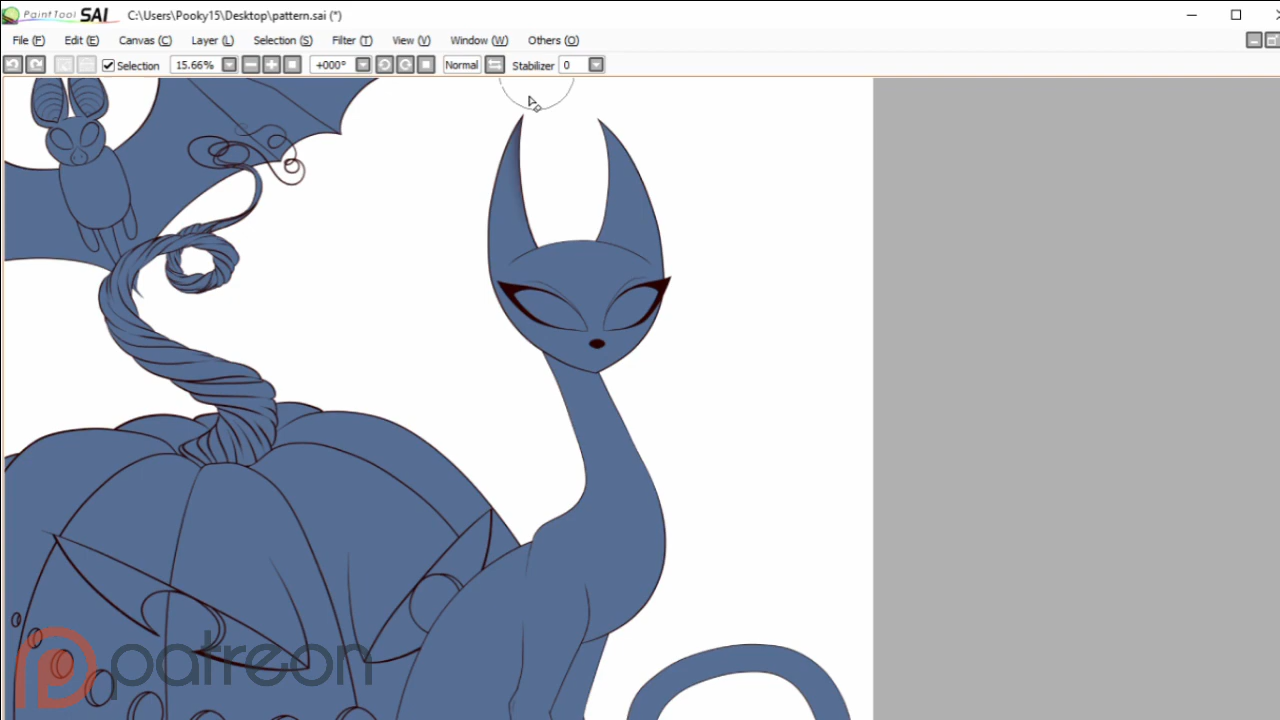 PaintTool SAI C:\Users\Pooky15\Desktop\pattern.sai (*)
File (F) Edit (E) Canvas (C) Layer (L) Selection (S) Filter (T) View (V) Window (W) Others (O)
Selection 15.66% +000° Normal Stabilizer 0
patreon